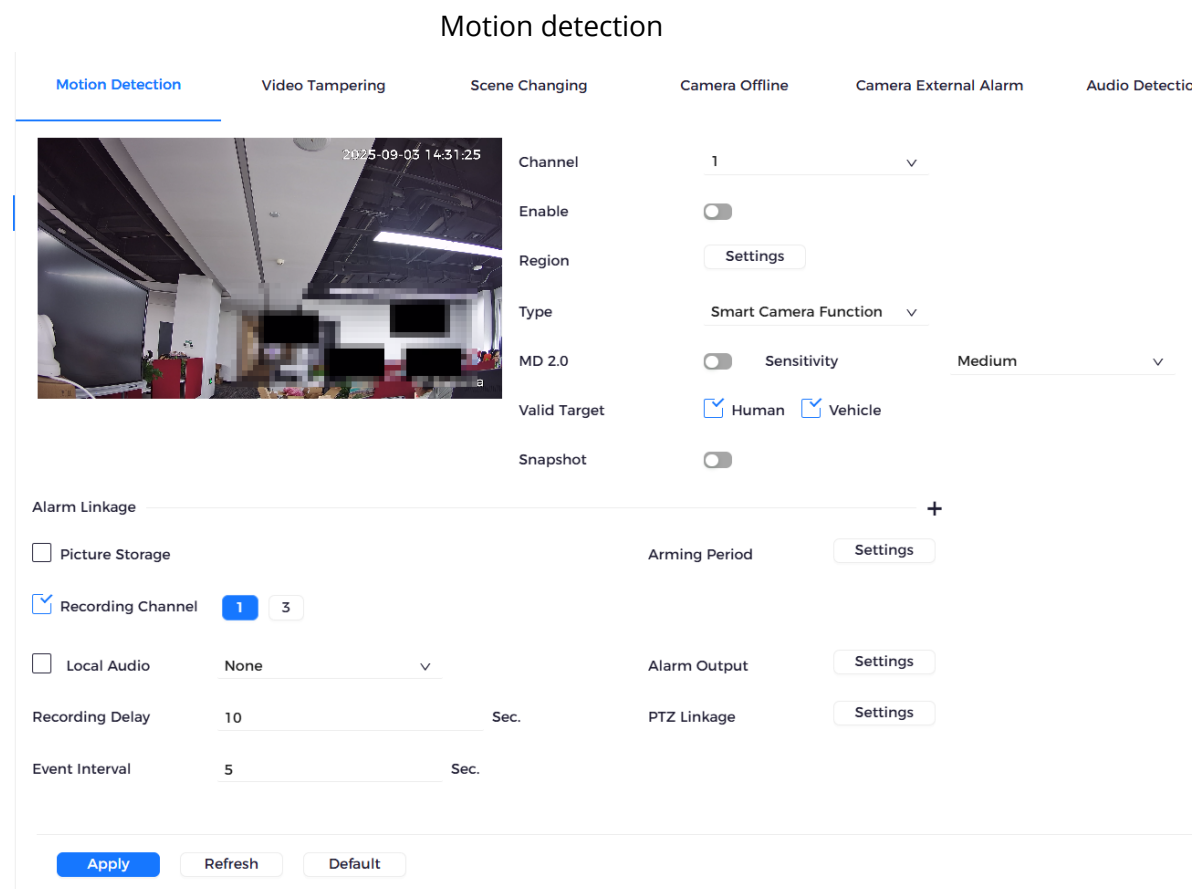 Motion detection
Motion Detection Video Tampering Scene Changing Camera Offline Camera External Alarm Audio Detectio
2025-09-03 14:31:25
Channel 1
Enable
Region Settings
Type Smart Camera Function
MD 2.0 Sensitivity Medium
Valid Target Human Vehicle
Snapshot
Alarm Linkage +
Picture Storage Arming Period Settings
Recording Channel 1 3
Local Audio None Alarm Output Settings
Recording Delay 10 Sec. PTZ Linkage Settings
Event Interval 5 Sec.
Apply Refresh Default